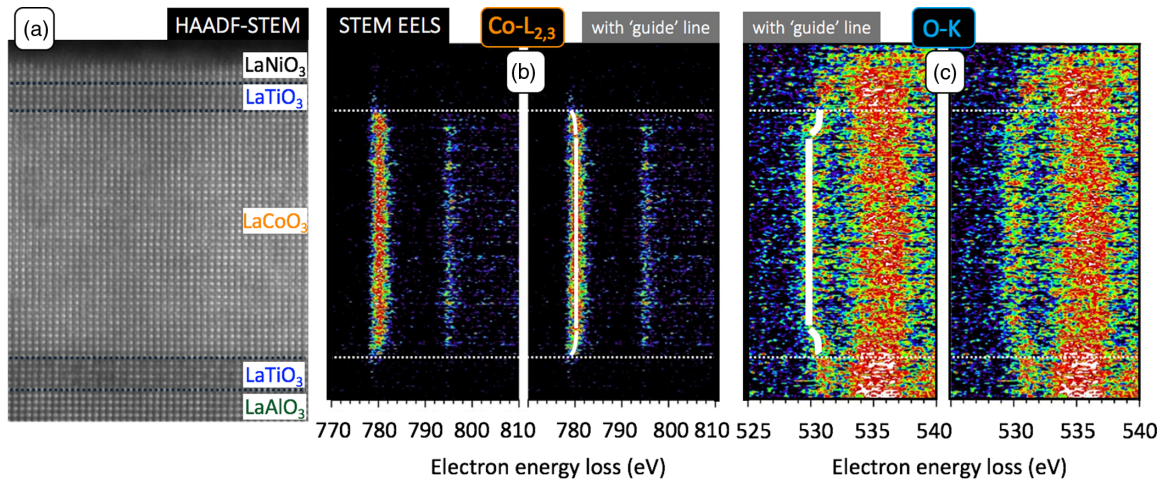 (a)
HAADF-STEM
LaNiO₃
LaTiO₃
LaCoO₃
LaTiO₃
LaAlO₃
STEM EELS
Co-L₂,₃
with ‘guide’ line
(b)
770 780 790 800 810
780 790 800 810
Electron energy loss (eV)
with ‘guide’ line
O-K
(c)
525 530 540
530 540
Electron energy loss (eV)